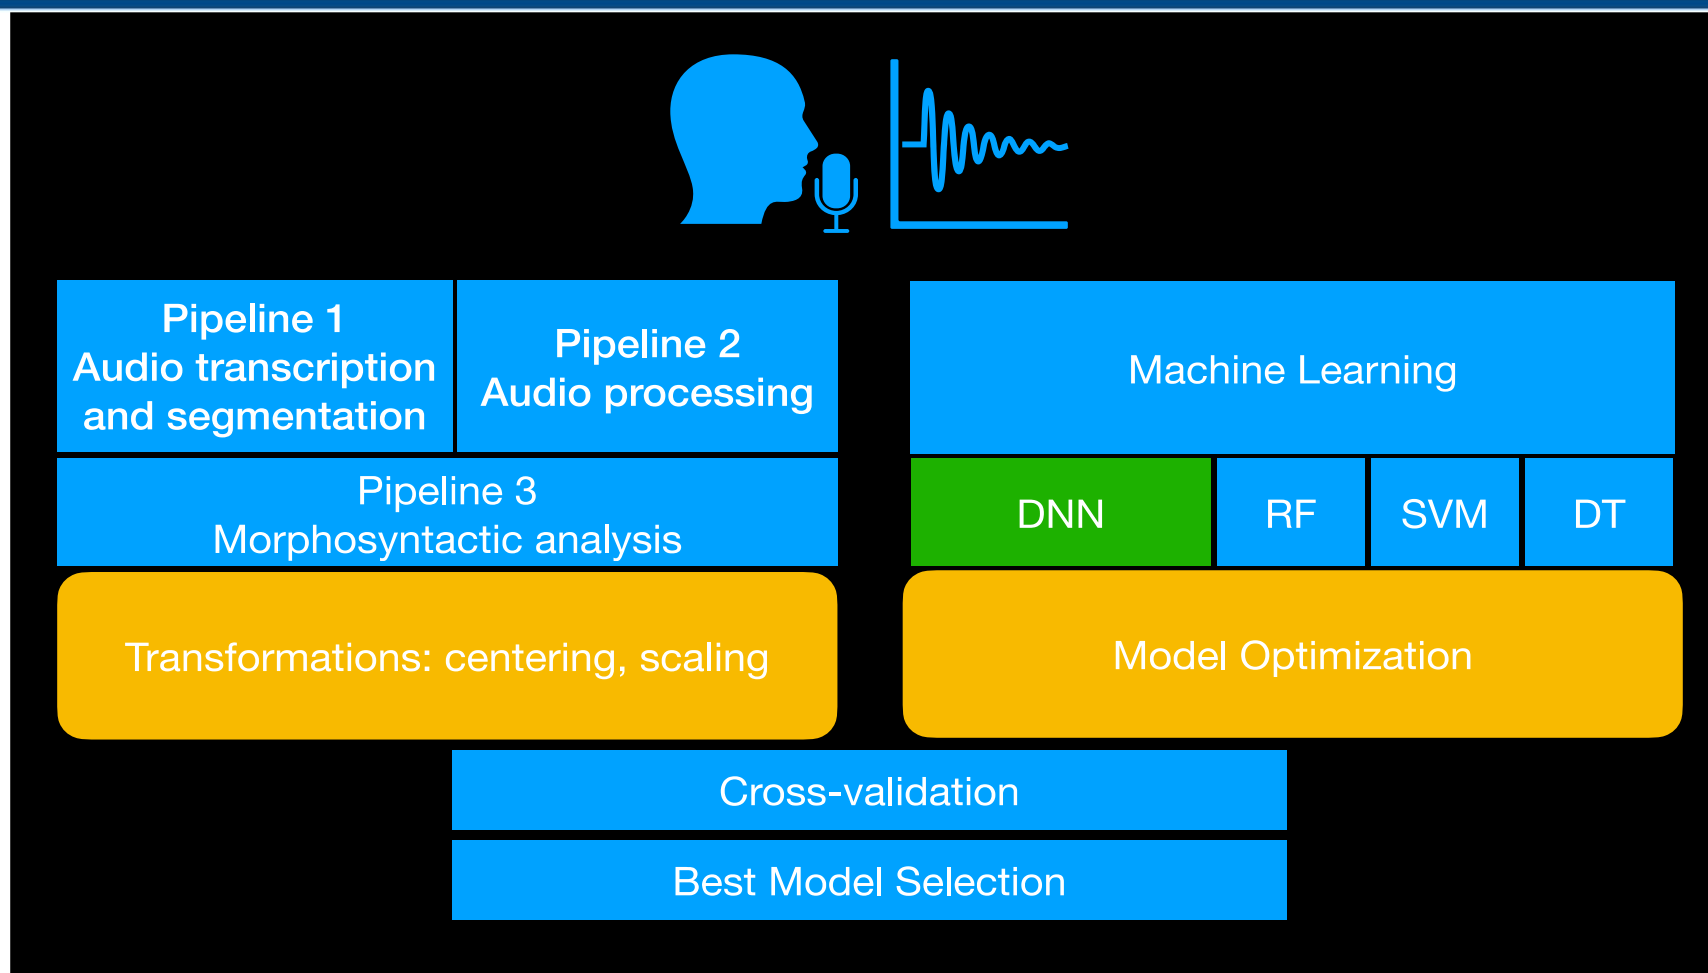 Pipeline 1
Audio transcription
and segmentation
Pipeline 2
Audio processing
Pipeline 3
Morphosyntactic analysis
Transformations: centering, scaling
Machine Learning
DNN
RF
SVM
DT
Model Optimization
Cross-validation
Best Model Selection